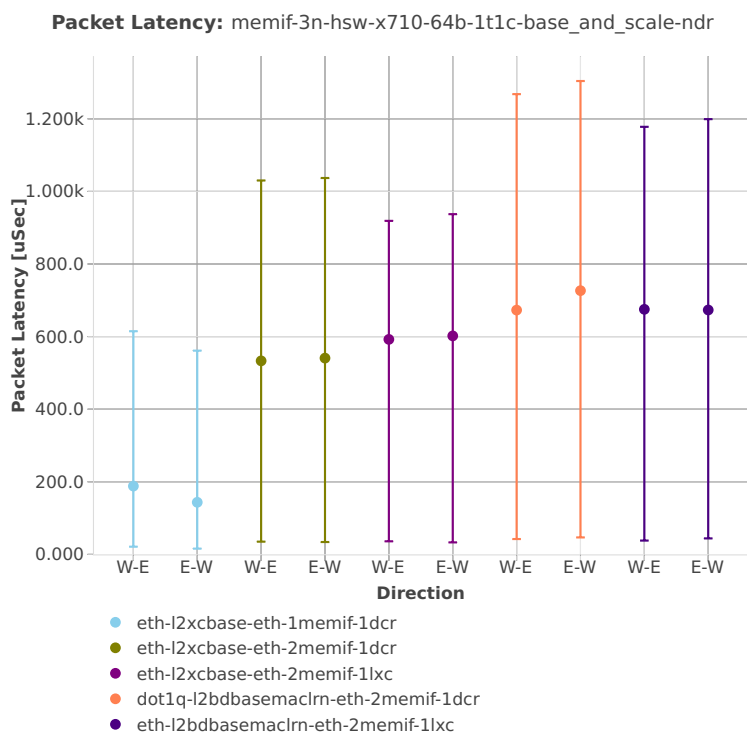 Packet Latency: memif-3n-hsw-x710-64b-1t1c-base_and_scale-ndr
Packet Latency [uSec]
1.200k
1.000k
800.0
600.0
400.0
200.0
0.000
W-E E-W W-E E-W W-E E-W W-E E-W W-E E-W
Direction
eth-l2xcbase-eth-1memif-1dcr
eth-l2xcbase-eth-2memif-1dcr
eth-l2xcbase-eth-2memif-1lxc
dot1q-l2bdbasemaclrn-eth-2memif-1dcr
eth-l2bdbasemaclrn-eth-2memif-1lxc